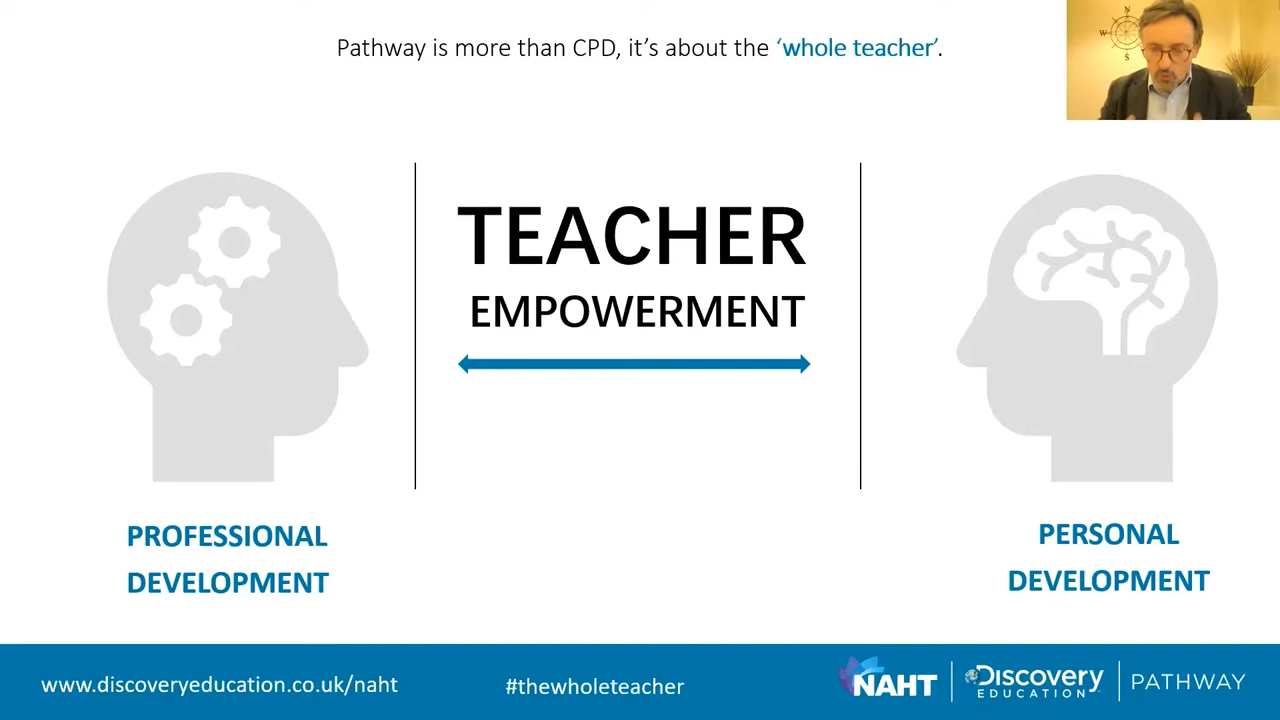 Pathway is more than CPD, it's about the 'whole teacher'.
N
W
S
TEACHER
EMPOWERMENT
PROFESSIONAL
DEVELOPMENT
PERSONAL
DEVELOPMENT
www.discoveryeducation.co.uk/naht
#thewholeteacher
NAHT
Discovery
EDUCATION
PATHWAY